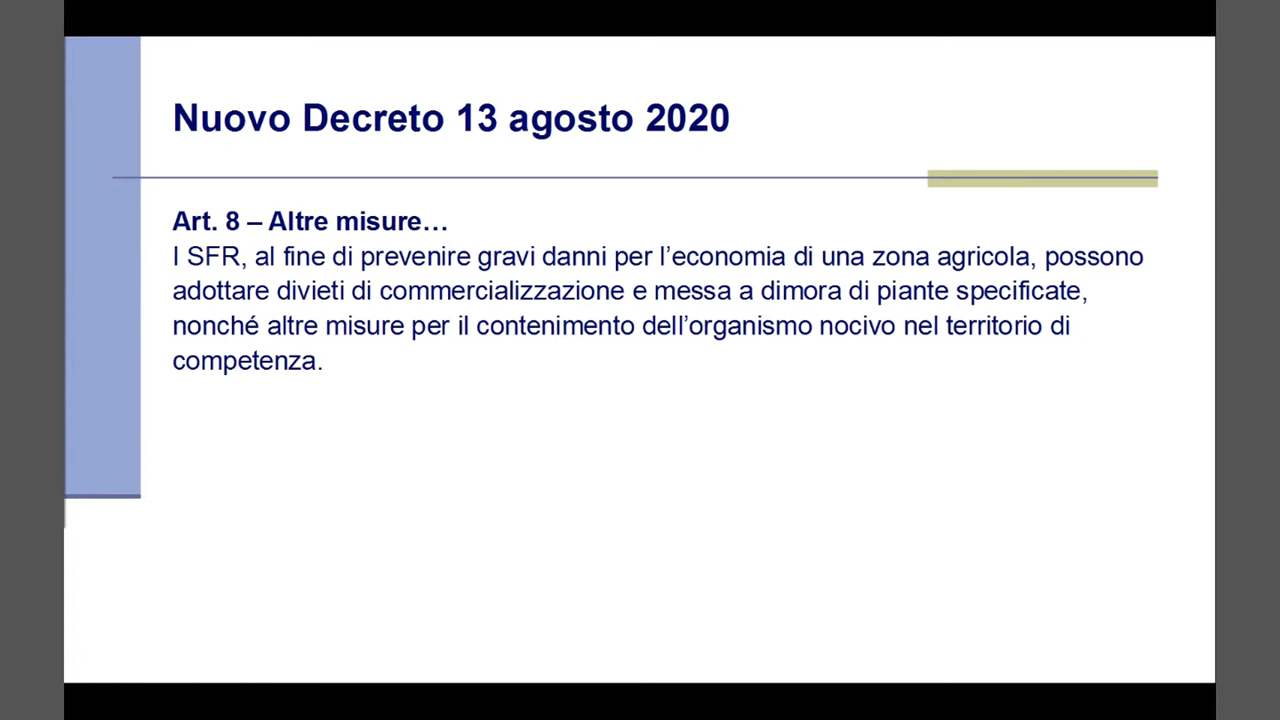 Nuovo Decreto 13 agosto 2020
Art. 8 – Altre misure…
I SFR, al fine di prevenire gravi danni per l’economia di una zona agricola, possono
adottare divieti di commercializzazione e messa a dimora di piante specificate,
nonché altre misure per il contenimento dell’organismo nocivo nel territorio di
competenza.